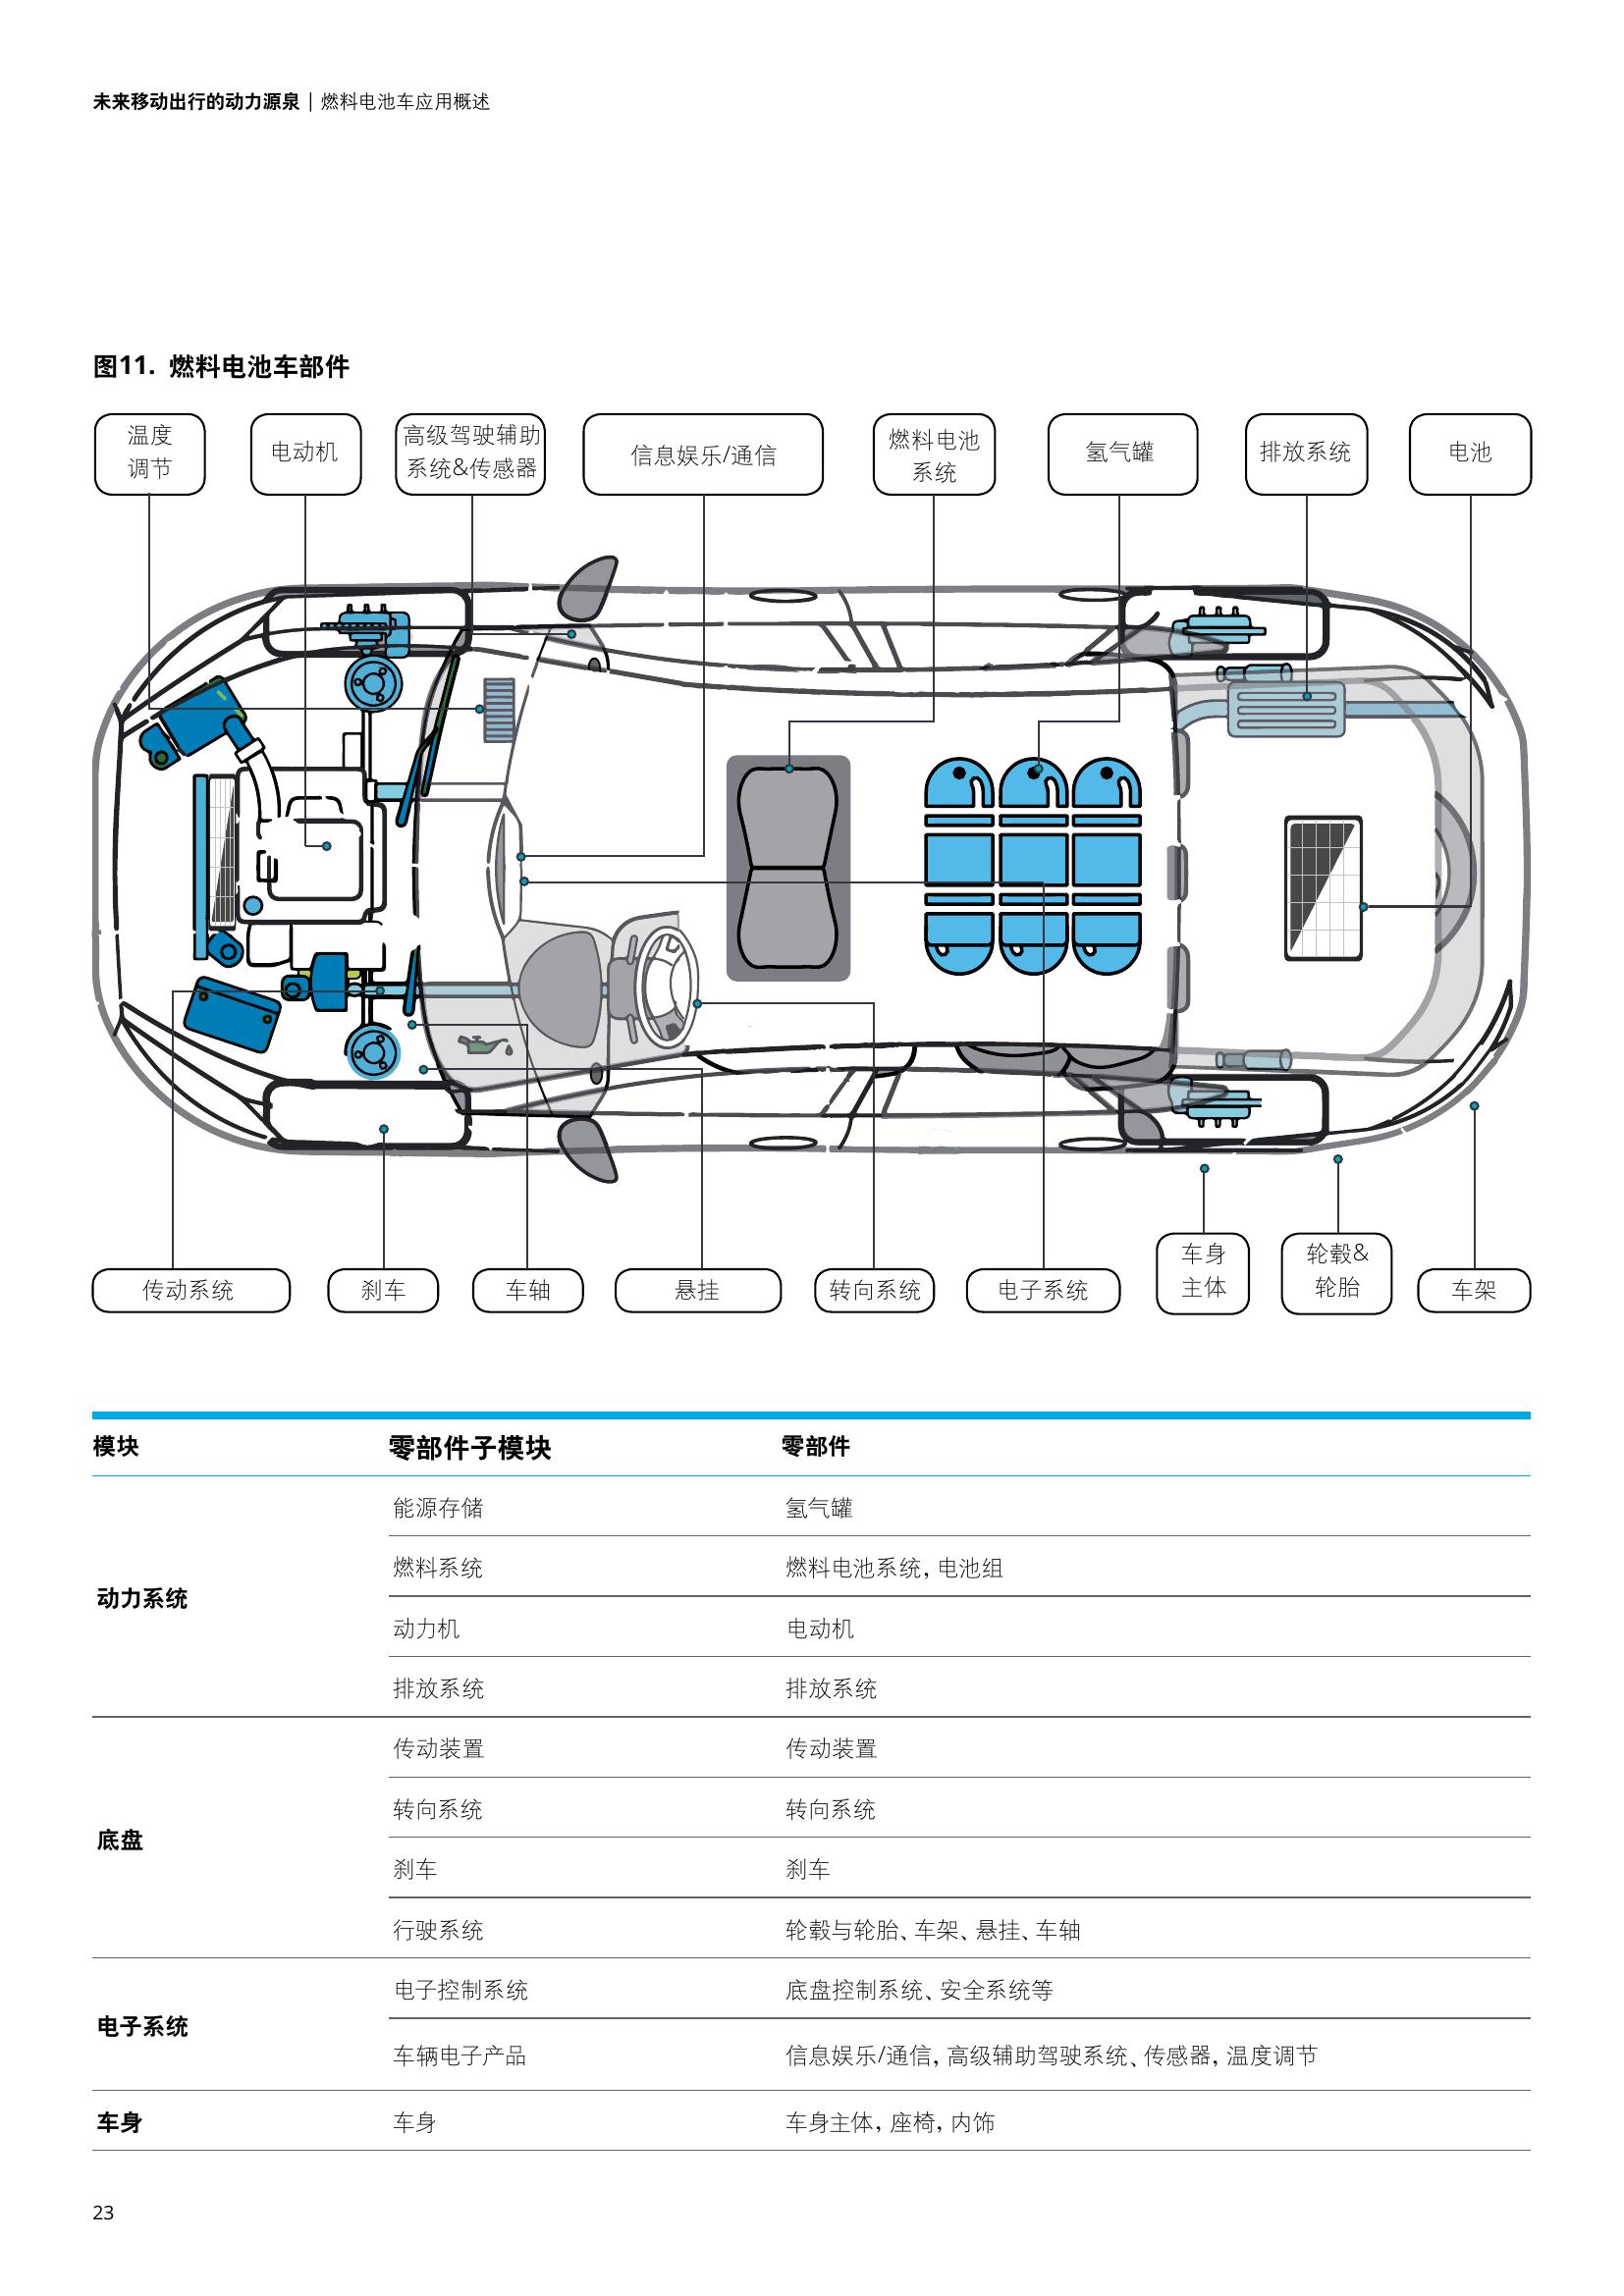 未来移动出行的动力源泉 | 燃料电池车应用概述
图11. 燃料电池车部件
温度
调节
电动机
高级驾驶辅助
系统&传感器
信息娱乐/通信
燃料电池
系统
氢气罐
排放系统
电池
传动系统
刹车
车轴
悬挂
转向系统
电子系统
车身
主体
轮毂&
轮胎
车架
模块 零部件子模块 零部件
动力系统
能源存储 氢气罐
燃料系统 燃料电池系统, 电池组
动力机 电动机
排放系统 排放系统
底盘
传动装置 传动装置
转向系统 转向系统
刹车 刹车
行驶系统 轮毂与轮胎、车架、悬挂、车轴
电子系统
电子控制系统 底盘控制系统、安全系统等
车辆电子产品 信息娱乐/通信, 高级辅助驾驶系统、传感器, 温度调节
车身 车身 车身主体, 座椅, 内饰
23